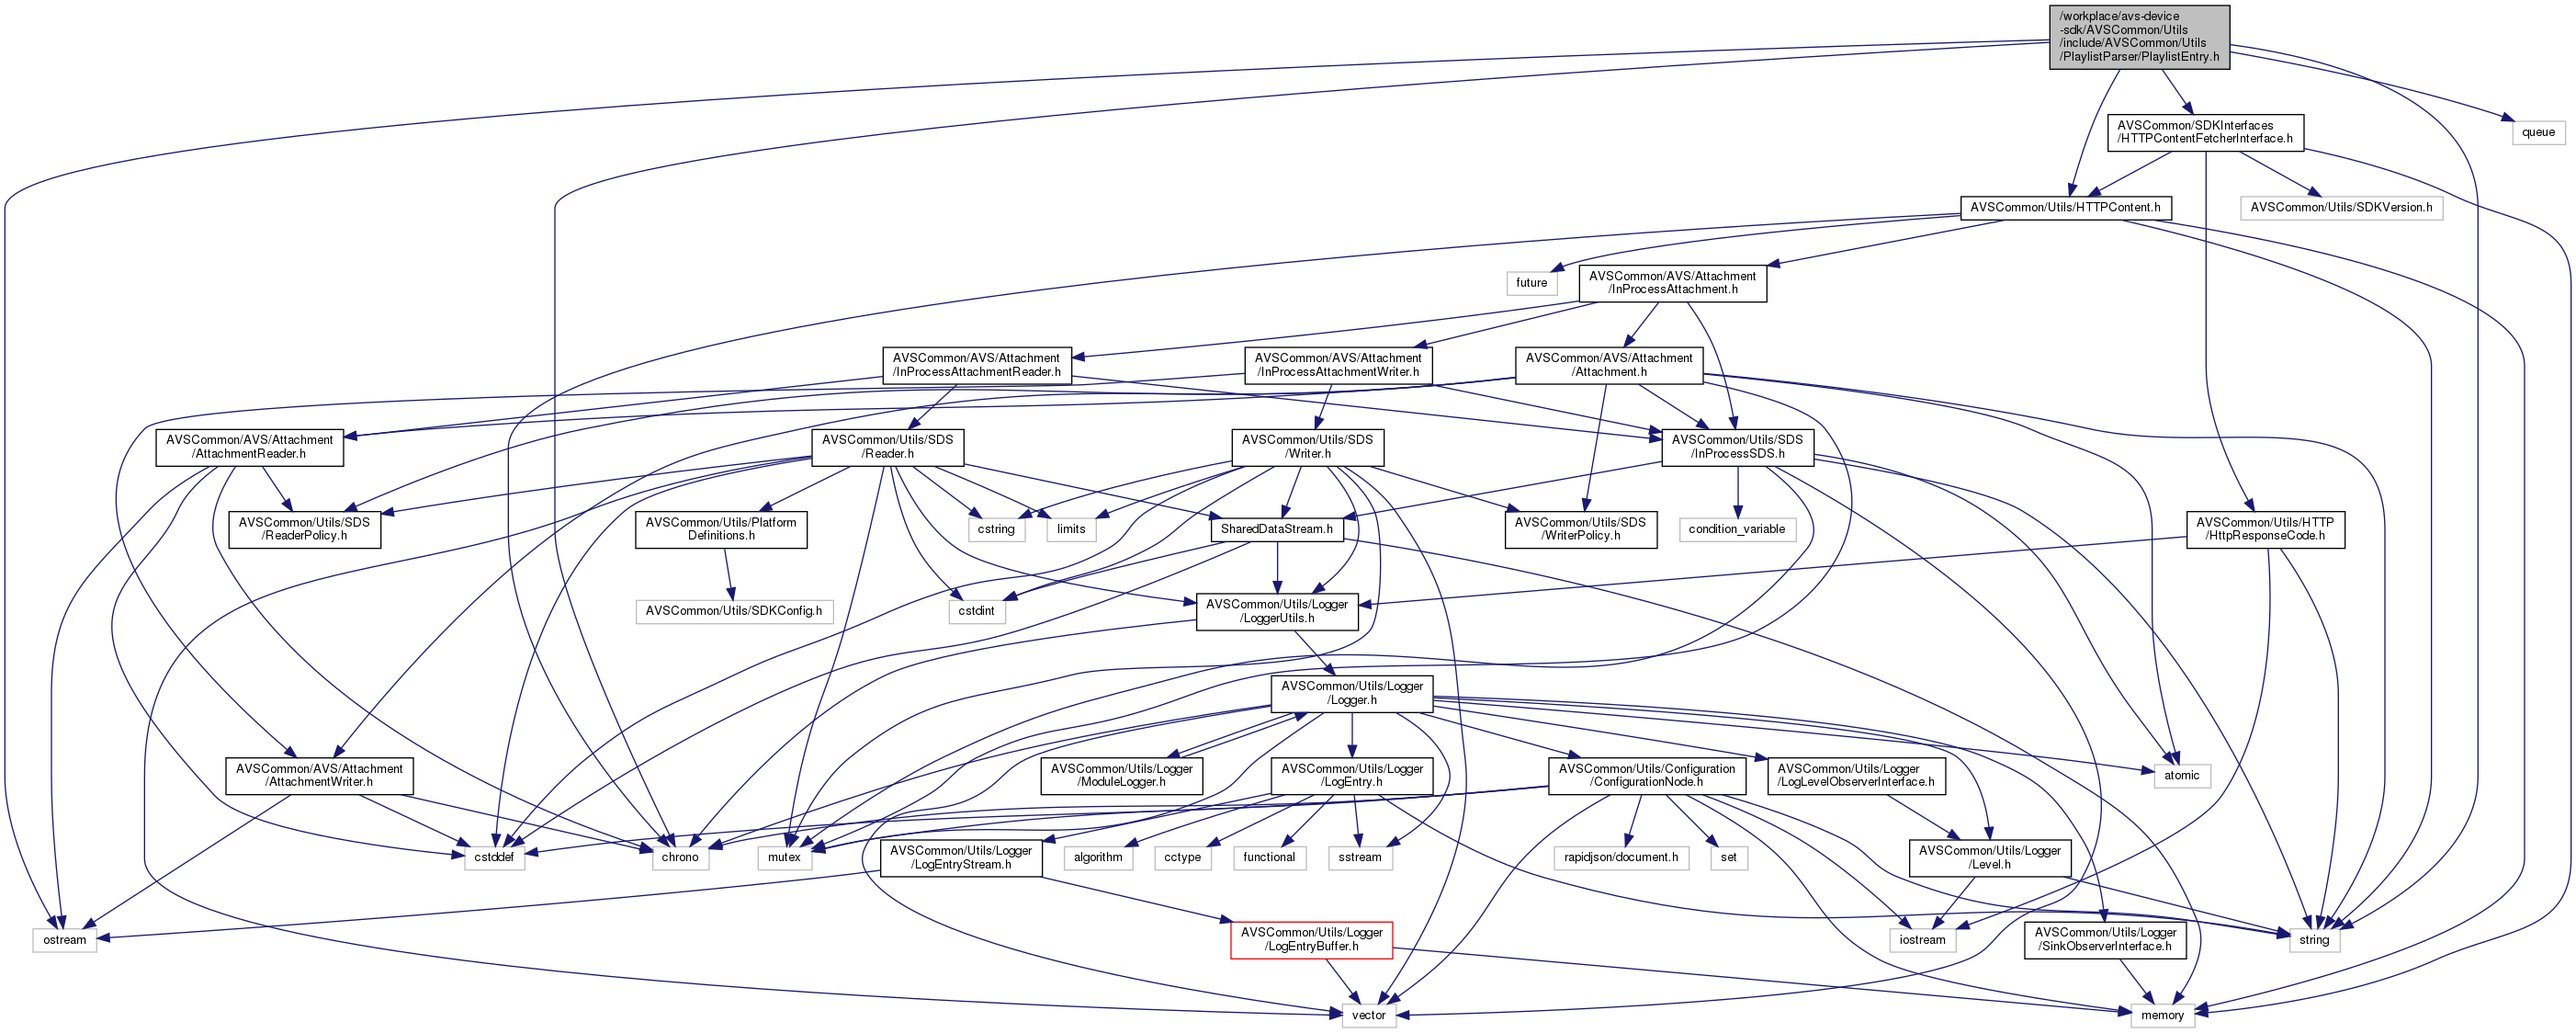 /workplace/avs-device
-sdk/AVSCommon/Utils
/include/AVSCommon/Utils
/PlaylistParser/PlaylistEntry.h
queue
AVSCommon/SDKInterfaces
/HTTPContentFetcherInterface.h
AVSCommon/Utils/HTTPContent.h
AVSCommon/Utils/SDKVersion.h
future
AVSCommon/AVS/Attachment
/InProcessAttachment.h
AVSCommon/AVS/Attachment
/InProcessAttachmentReader.h
AVSCommon/AVS/Attachment
/InProcessAttachmentWriter.h
AVSCommon/AVS/Attachment
/Attachment.h
AVSCommon/AVS/Attachment
/AttachmentReader.h
AVSCommon/Utils/SDS
/Reader.h
AVSCommon/Utils/SDS
/Writer.h
AVSCommon/Utils/SDS
/InProcessSDS.h
AVSCommon/Utils/SDS
/ReaderPolicy.h
AVSCommon/Utils/Platform
Definitions.h
cstring
limits
SharedDataStream.h
AVSCommon/Utils/SDS
/WriterPolicy.h
condition_variable
AVSCommon/Utils/HTTP
/HttpResponseCode.h
AVSCommon/Utils/SDKConfig.h
cstdint
AVSCommon/Utils/Logger
/LoggerUtils.h
AVSCommon/Utils/Logger
/Logger.h
AVSCommon/AVS/Attachment
/AttachmentWriter.h
AVSCommon/Utils/Logger
/ModuleLogger.h
AVSCommon/Utils/Logger
/LogEntry.h
AVSCommon/Utils/Configuration
/ConfigurationNode.h
AVSCommon/Utils/Logger
/LogLevelObserverInterface.h
atomic
cstddef
chrono
mutex
AVSCommon/Utils/Logger
/LogEntryStream.h
algorithm
cctype
functional
sstream
rapidjson/document.h
set
AVSCommon/Utils/Logger
/Level.h
ostream
AVSCommon/Utils/Logger
/LogEntryBuffer.h
iostream
AVSCommon/Utils/Logger
/SinkObserverInterface.h
string
vector
memory